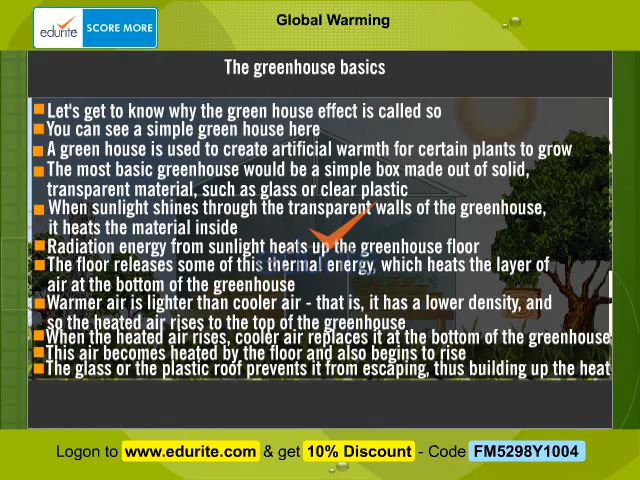 Global Warming
edurite SCORE MORE
The greenhouse basics
Let's get to know why the green house effect is called so
You can see a simple green house here
A green house is used to create artificial warmth for certain plants to grow
The most basic greenhouse would be a simple box made out of solid,
transparent material, such as glass or clear plastic
When sunlight shines through the transparent walls of the greenhouse,
it heats the material inside
Radiation energy from sunlight heats up the greenhouse floor
The floor releases some of this thermal energy, which heats the layer of
air at the bottom of the greenhouse
Warmer air is lighter than cooler air - that is, it has a lower density, and
so the heated air rises to the top of the greenhouse
When the heated air rises, cooler air replaces it at the bottom of the greenhouse
This air becomes heated by the floor and also begins to rise
The glass or the plastic roof prevents it from escaping, thus building up the heat
Logon to www.edurite.com & get 10% Discount - Code FM5298Y1004